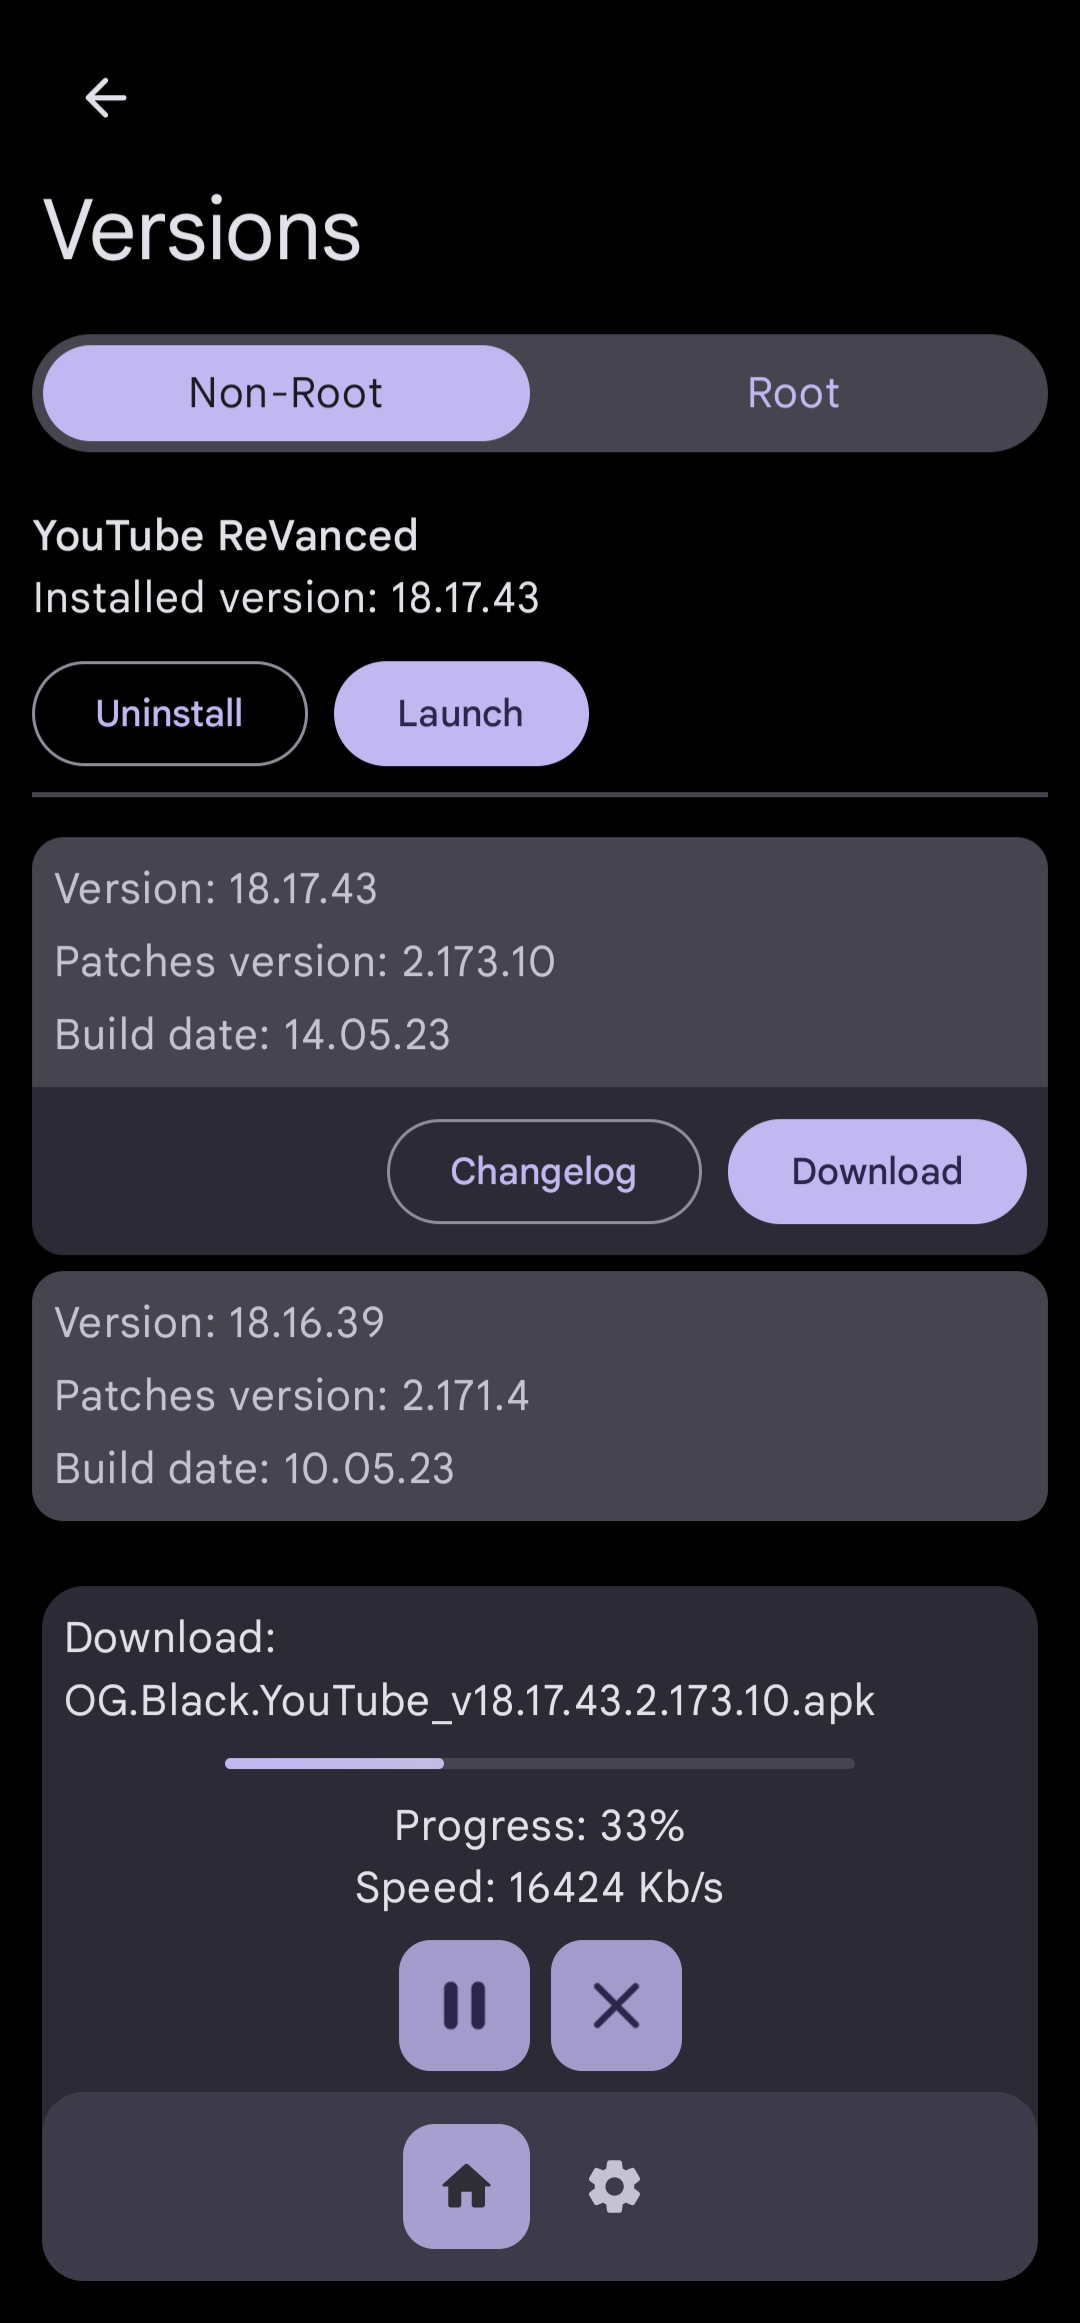 Versions
Non-Root
Root
YouTube ReVanced
Installed version: 18.17.43
Uninstall
Launch
Version: 18.17.43
Patches version: 2.173.10
Build date: 14.05.23
Changelog
Download
Version: 18.16.39
Patches version: 2.171.4
Build date: 10.05.23
Download:
OG.Black.YouTube_v18.17.43.2.173.10.apk
Progress: 33%
Speed: 16424 Kb/s